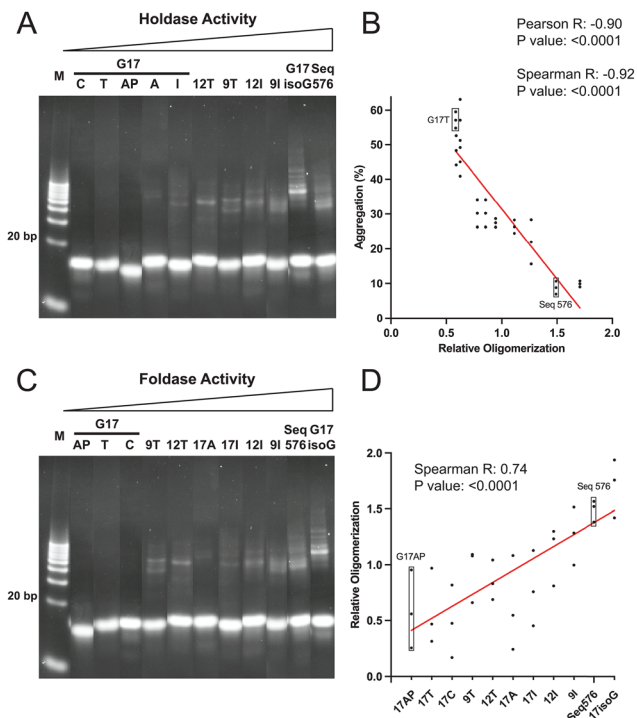 A
Holdase Activity
G17
M C T AP A I 12T 9T 12I 9I G17 isoG Seq 576
20 bp
B
Pearson R: -0.90
P value: <0.0001
Spearman R: -0.92
P value: <0.0001
Aggregation (%)
60
50
40
30
20
10
0
G17T
Seq 576
0.0 0.5 1.0 1.5 2.0
Relative Oligomerization
C
Foldase Activity
G17
M AP T C 9T 12T 17A 17I 12I 9I Seq 576 G17 isoG
20 bp
D
Spearman R: 0.74
P value: <0.0001
Relative Oligomerization
2.0
1.5
1.0
0.5
0.0
G17AP
Seq 576
17AP 17T 17C 9T 12T 17A 17I 12I 9I Seq576 17IsoG